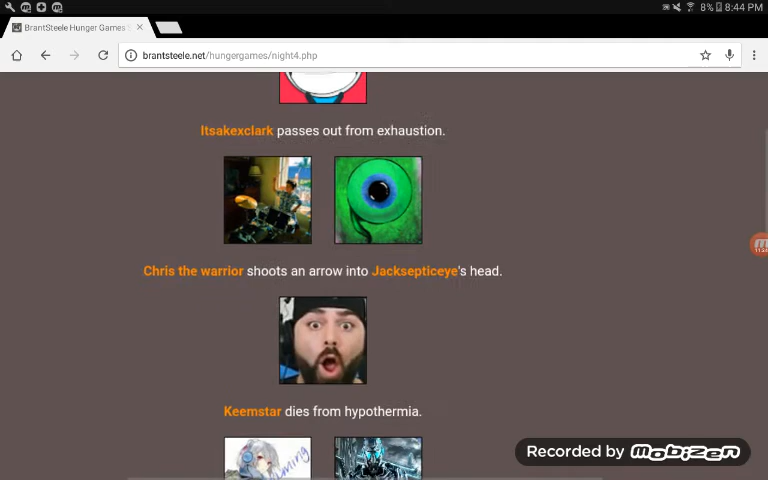 8% 8:44 PM
BrantSteele Hunger Games
brantsteele.net/hungergames/night4.php
Itsakexclark passes out from exhaustion.
Chris the warrior shoots an arrow into Jacksepticeye's head.
Keemstar dies from hypothermia.
Recorded by MOBIZEN